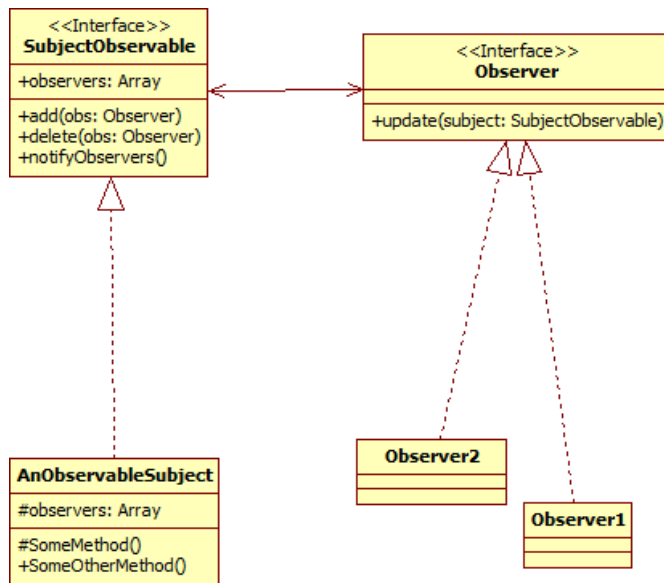 <<Interface>>
SubjectObservable
+observers: Array
+add(obs: Observer)
+delete(obs: Observer)
+notifyObservers()
<<Interface>>
Observer
+update(subject: SubjectObservable)
AnObservableSubject
#observers: Array
#SomeMethod()
+SomeOtherMethod()
Observer2
Observer1